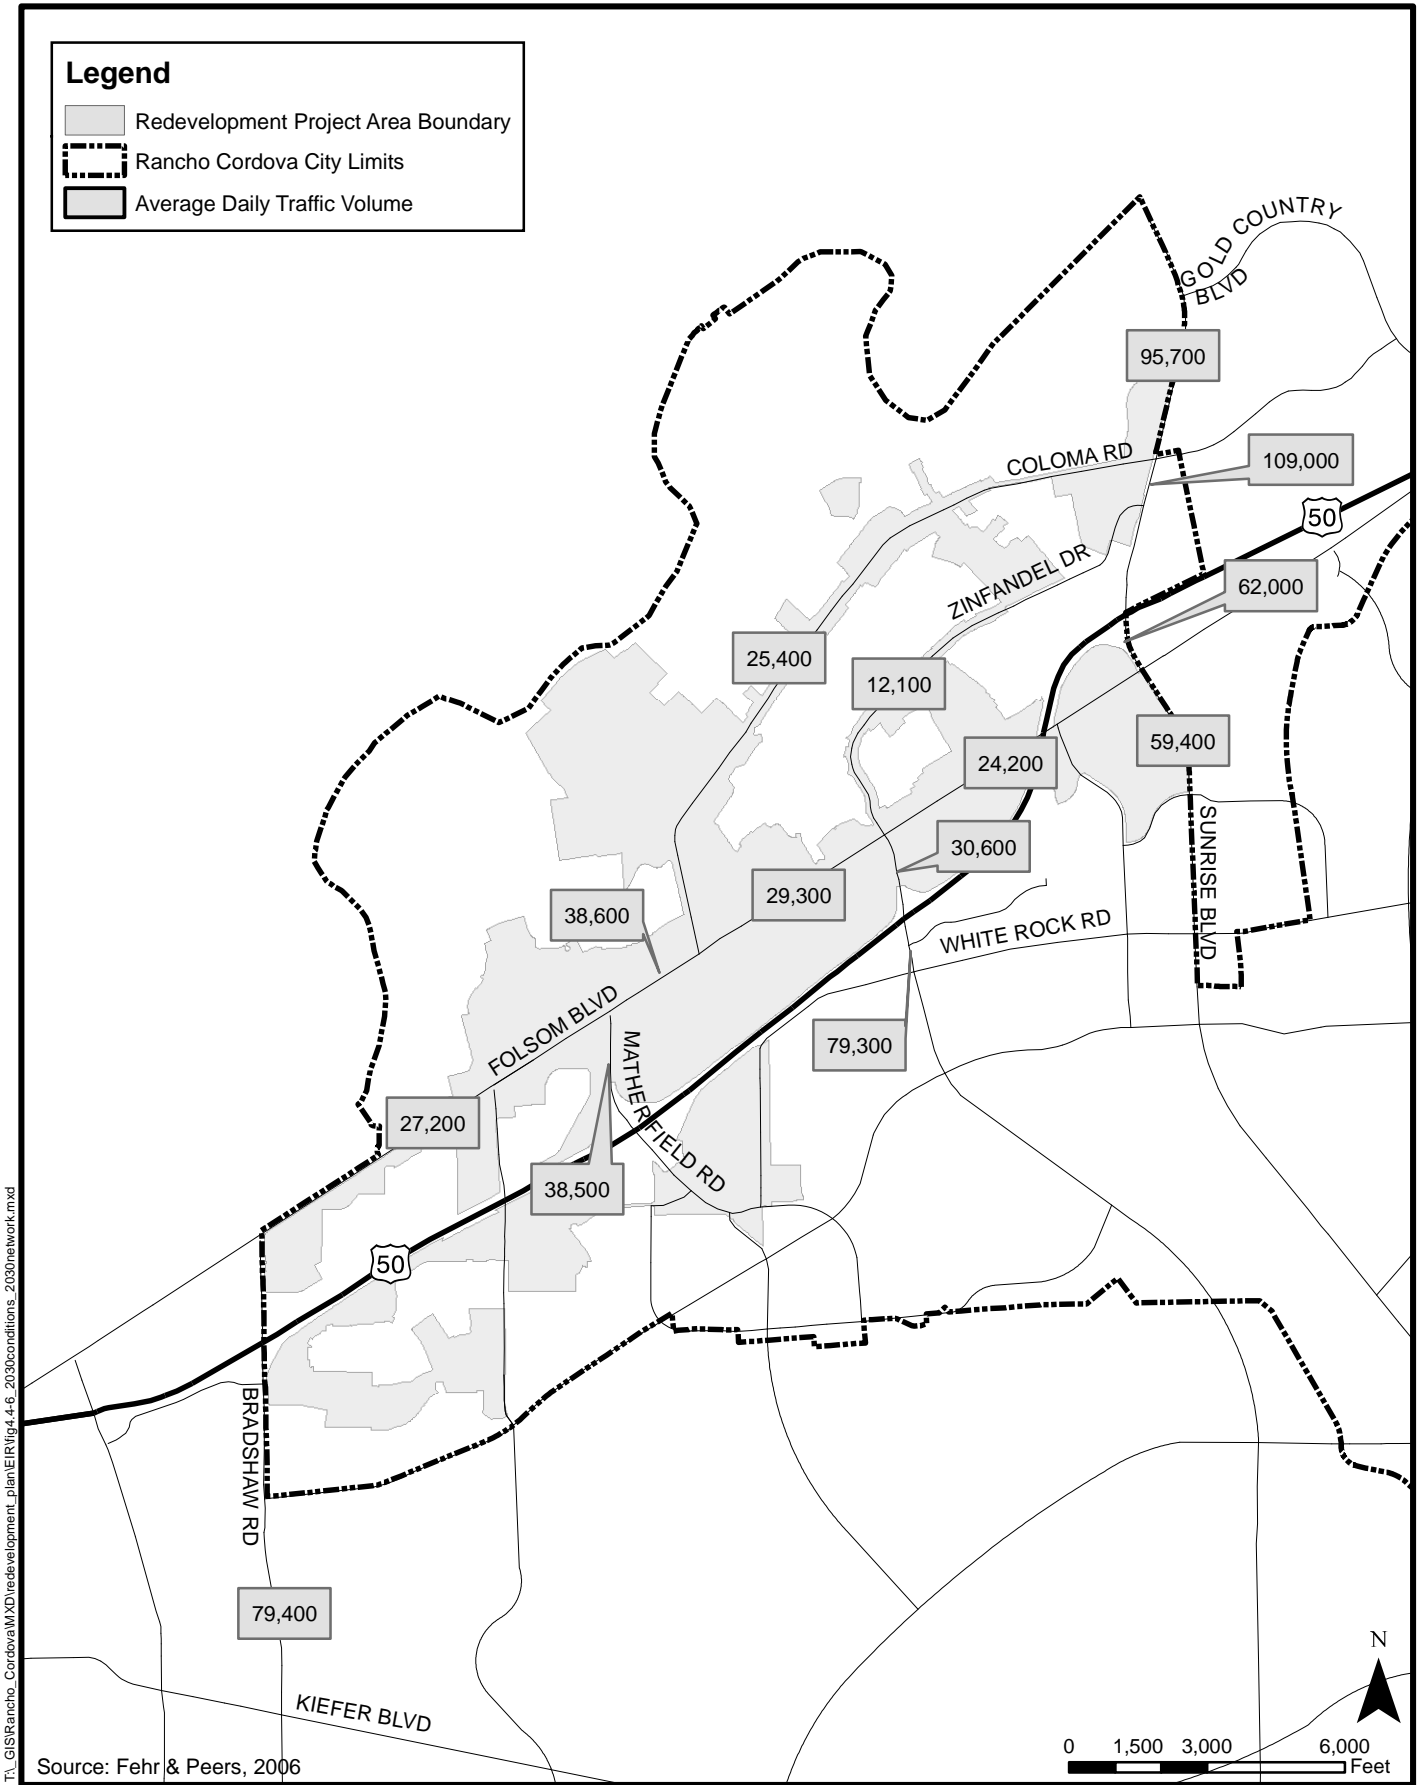 Legend
Redevelopment Project Area Boundary
Rancho Cordova City Limits
Average Daily Traffic Volume
GOLD COUNTRY
BLVD
95,700
COLOMA RD
109,000
50
ZINFANDEL DR
62,000
25,400
12,100
59,400
24,200
SUNRISE BLVD
30,600
29,300
38,600
WHITE ROCK RD
FOLSOM BLVD
79,300
MATHER FIELD RD
27,200
38,500
50
BRADSHAW RD
79,400
KIEFER BLVD
N
0 1,500 3,000 6,000
Feet
Source: Fehr & Peers, 2006
T:\_GIS\Rancho_Cordova\MXD\redevelopment_plan\EIR\fig4.4-6_2030conditions_2030network.mxd